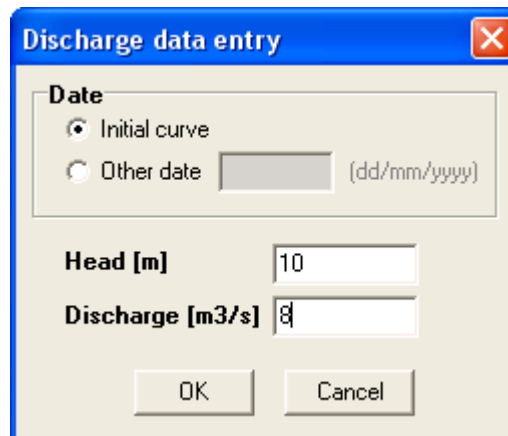 Discharge data entry
Date
Initial curve
Other date (dd/mm/yyyy)
Head [m] 10
Discharge [m3/s] 8
OK Cancel